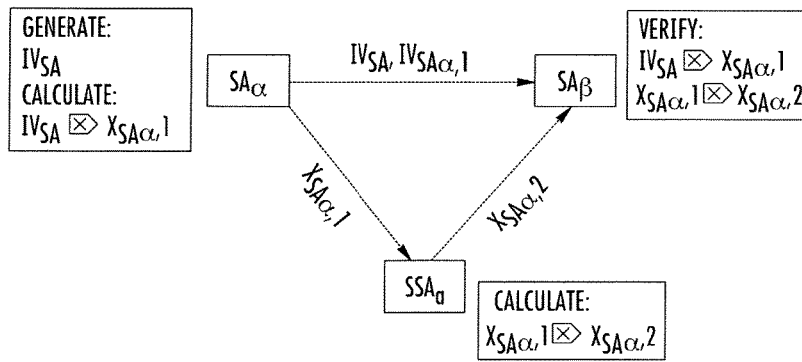 GENERATE:
IVSA
CALCULATE:
IVSA ⌧ XSAα,1
SAα
IVSA, IVSAα,1
SAβ
VERIFY:
IVSA ⌧ XSAα,1
XSAα,1 ⌧ XSAα,2
XSAα,1
XSAα,2
SSAa
CALCULATE:
XSAα,1 ⌧ XSAα,2